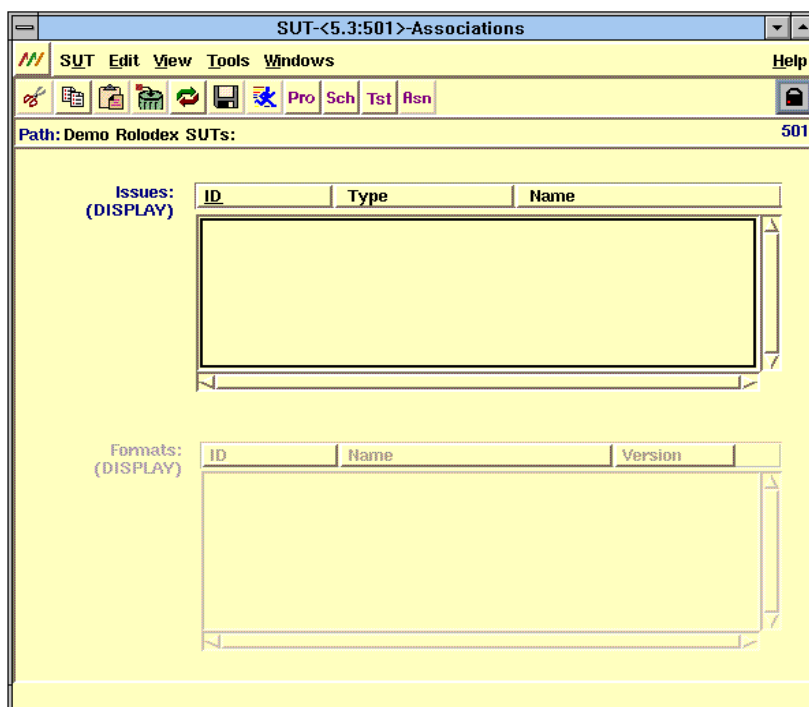 SUT-<5.3:501>-Associations
SUT Edit View Tools Windows Help
Pro Sch Tst Asn
Path: Demo Rolodex SUTs: 501
Issues: (DISPLAY)
ID Type Name
Formats: (DISPLAY)
ID Name Version